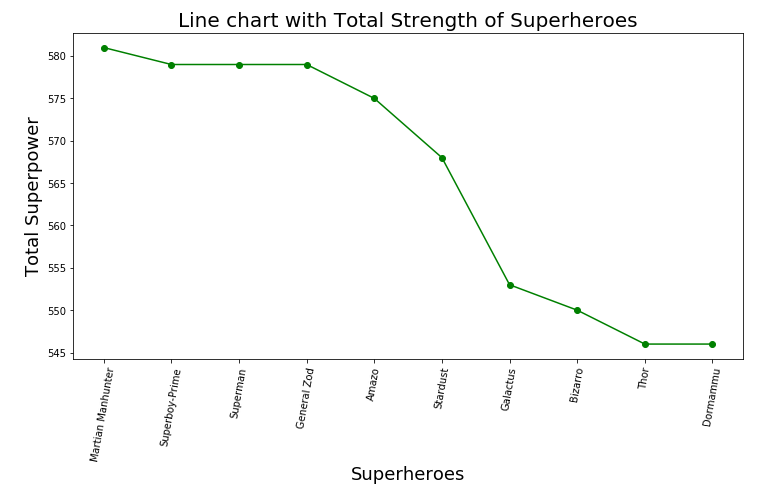 Line chart with Total Strength of Superheroes
Total Superpower
580
575
570
565
560
555
550
545
Martian Manhunter
Superboy-Prime
Superman
General Zod
Amazo
Stardust
Galactus
Bizarro
Thor
Dormammu
Superheroes